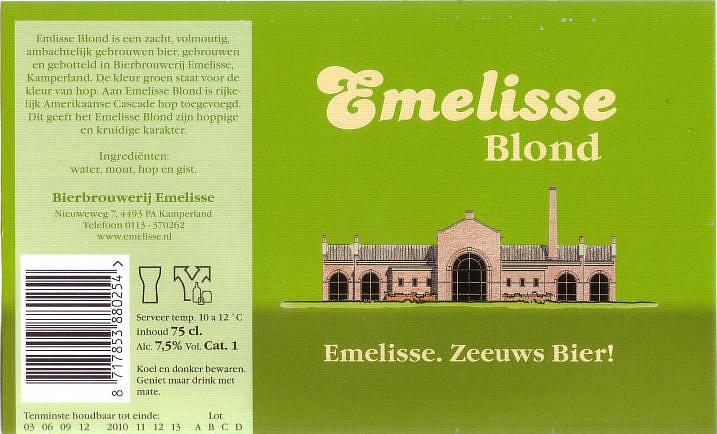 Emlisse Blond is een zacht, volmoutig,
ambachtelijk gebrouwen bier, gebrouwen
en gebotteld in Bierbrouwerij Emelisse,
Kamperland. De kleur groen staat voor de
kleur van hop. Aan Emelisse Blond is rijke-
lijk Amerikaanse Cascade hop toegevoegd.
Dit geeft het Emelisse Blond zijn hoppige
en kruidige karakter.
Ingrediënten:
water, mout, hop en gist.
Bierbrouwerij Emelisse
Nieuweweg 7, 4493 PA Kamperland
Telefoon 0113 - 370262
www.emelisse.nl
8 717853 880254 >
Serveer temp. 10 a 12 °C
Inhoud 75 cl.
Alc. 7,5% Vol. Cat. 1
Koel en donker bewaren.
Geniet maar drink met
mate.
Tenminste houdbaar tot einde: Lot
03 06 09 12 2010 11 12 13 A B C D
Emelisse
Blond
Emelisse. Zeeuws Bier!